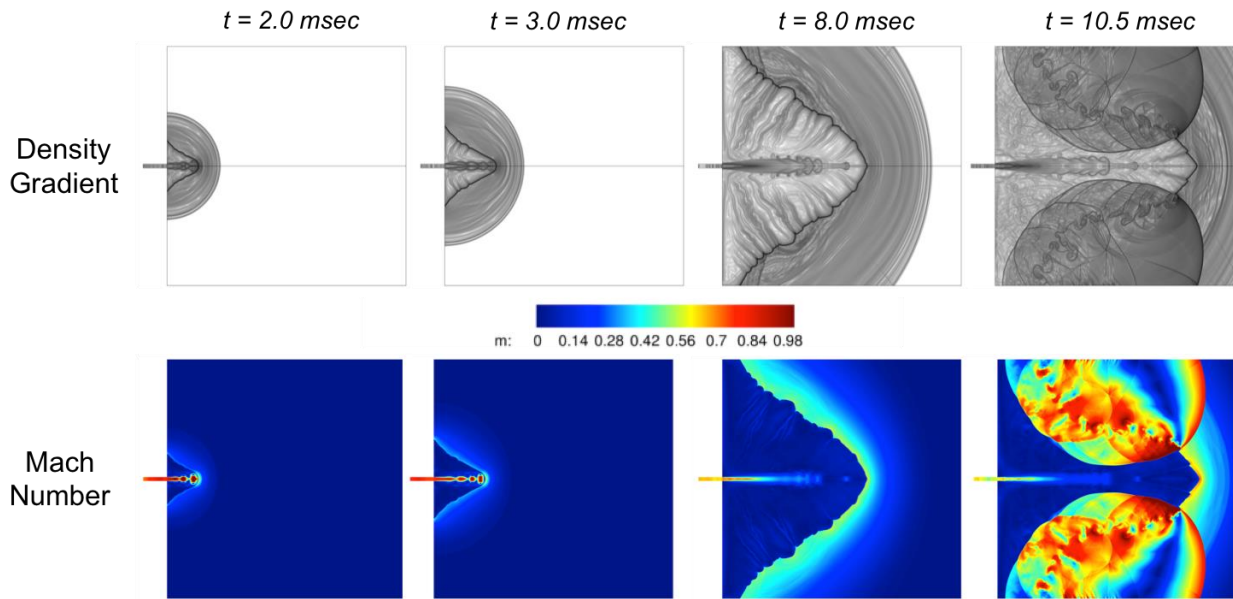 t = 2.0 msec
t = 3.0 msec
t = 8.0 msec
t = 10.5 msec
Density
Gradient
m: 0 0.14 0.28 0.42 0.56 0.7 0.84 0.98
Mach
Number